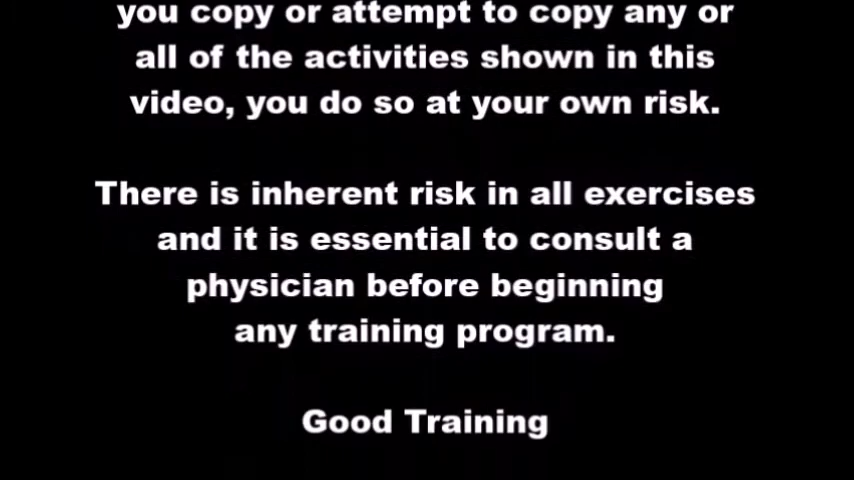 you copy or attempt to copy any or
all of the activities shown in this
video, you do so at your own risk.
There is inherent risk in all exercises
and it is essential to consult a
physician before beginning
any training program.
Good Training